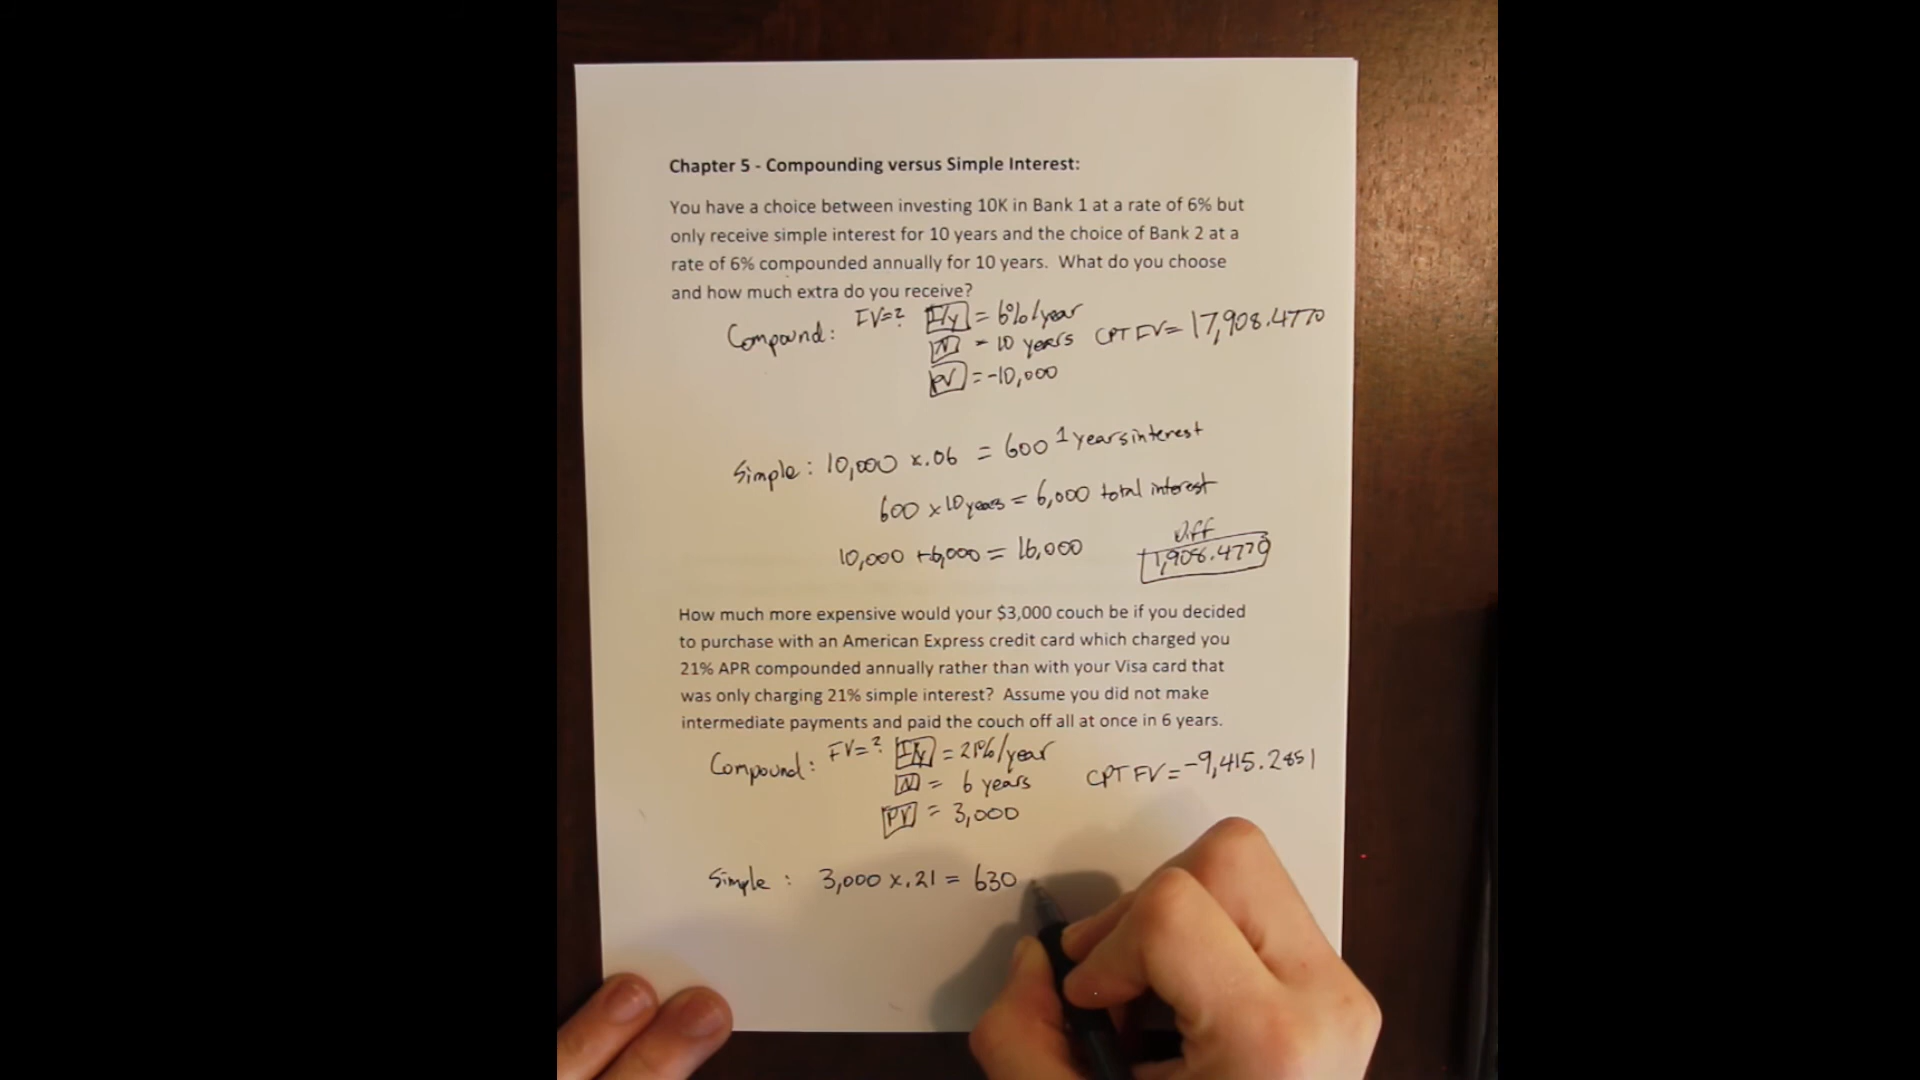 Chapter 5 - Compounding versus Simple Interest:
You have a choice between investing 10K in Bank 1 at a rate of 6% but
only receive simple interest for 10 years and the choice of Bank 2 at a
rate of 6% compounded annually for 10 years. What do you choose
and how much extra do you receive?
Compound: FV=? I/y = 6%/year CPT FV= 17,908.4770
N = 10 years
PV = -10,000
Simple: 10,000 x .06 = 600 1 years interest
600 x 10 years = 6,000 total interest
10,000 + 6,000 = 16,000
Diff
1,908.4770
How much more expensive would your $3,000 couch be if you decided
to purchase with an American Express credit card which charged you
21% APR compounded annually rather than with your Visa card that
was only charging 21% simple interest? Assume you did not make
intermediate payments and paid the couch off all at once in 6 years.
Compound: FV=? I/y = 21%/year CPT FV = -9,415.2851
N = 6 years
PV = 3,000
Simple: 3,000 x .21 = 630